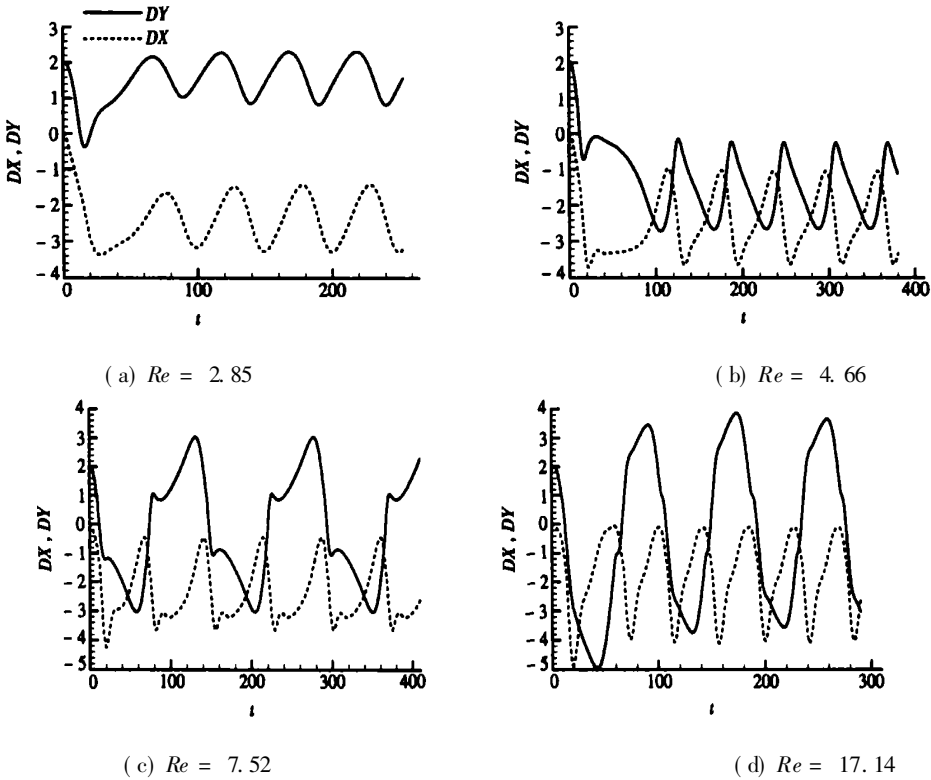 DY
DX
3
2
1
0
- 1
- 2
- 3
- 4
DX , DY
0 100 200
t
( a) Re = 2. 85
3
2
1
0
- 1
- 2
- 3
- 4
DX , DY
0 100 200 300 400
t
( b) Re = 4. 66
4
3
2
1
0
- 1
- 2
- 3
- 4
- 5
DX , DY
0 100 200 300 400
t
( c) Re = 7. 52
4
3
2
1
0
- 1
- 2
- 3
- 4
- 5
DX , DY
0 100 200 300
t
( d) Re = 17. 14